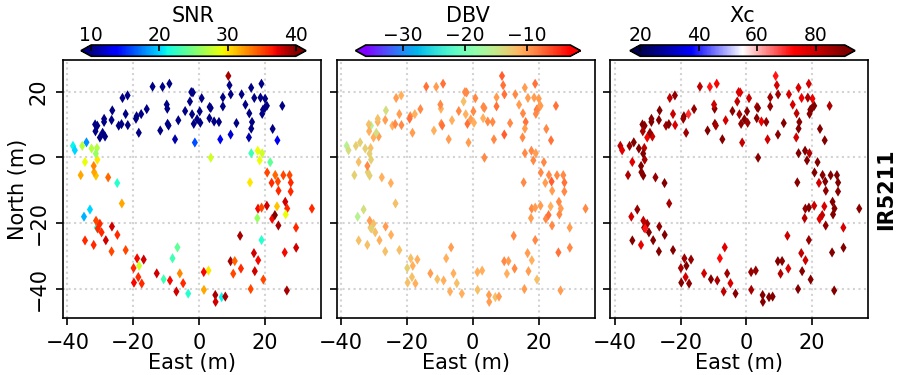 SNR DBV Xc
10 20 30 40 −30 −20 −10 20 40 60 80
20
0
−20
−40
North (m)
−40 −20 0 20 −40 −20 0 20 −40 −20 0 20
East (m) East (m) East (m)
IR5211